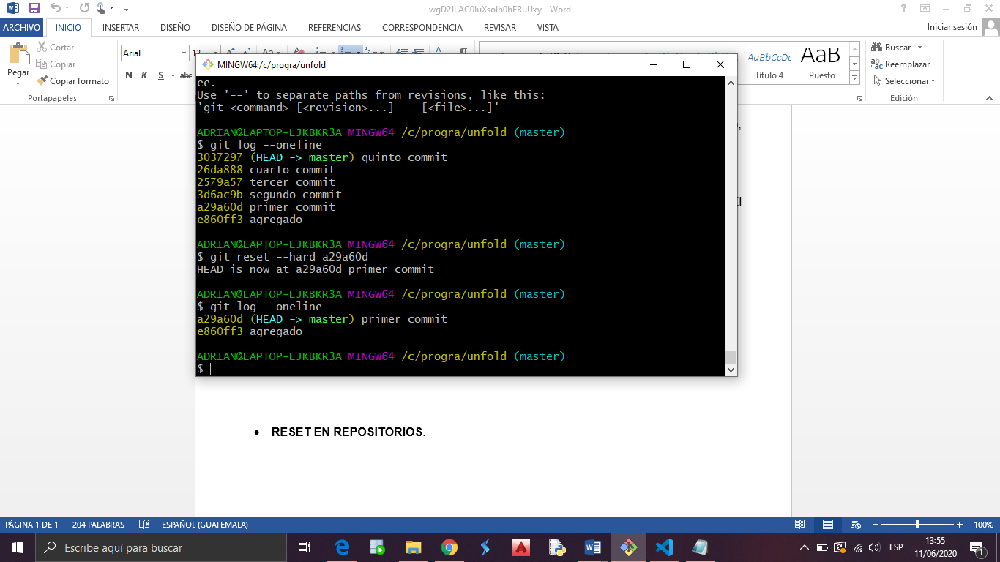 lwgD2JLAC0IuXsolh0hFRuUxy - Word
ARCHIVO INICIO INSERTAR DISEÑO DISEÑO DE PÁGINA REFERENCIAS CORRESPONDENCIA REVISAR VISTA Iniciar sesión
Pegar
Cortar
Copiar
Copiar formato
Portapapeles
Arial 12
N K S abc
AaBbCcDc AaBl
Título 4 Puesto
Buscar
Reemplazar
Seleccionar
Edición
MINGW64:/c/progra/unfold
ee.
Use '--' to separate paths from revisions, like this:
'git <command> [<revision>...] -- [<file>...]'
ADRIAN@LAPTOP-LJKBKR3A MINGW64 /c/progra/unfold (master)
$ git log --oneline
3037297 (HEAD -> master) quinto commit
26da888 cuarto commit
2579a57 tercer commit
3d6ac9b segundo commit
a29a60d primer commit
e860ff3 agregado
ADRIAN@LAPTOP-LJKBKR3A MINGW64 /c/progra/unfold (master)
$ git reset --hard a29a60d
HEAD is now at a29a60d primer commit
ADRIAN@LAPTOP-LJKBKR3A MINGW64 /c/progra/unfold (master)
$ git log --oneline
a29a60d (HEAD -> master) primer commit
e860ff3 agregado
ADRIAN@LAPTOP-LJKBKR3A MINGW64 /c/progra/unfold (master)
$
• RESET EN REPOSITORIOS:
PÁGINA 1 DE 1 204 PALABRAS ESPAÑOL (GUATEMALA) 100%
Escribe aquí para buscar
ESP
13:55
11/06/2020
1